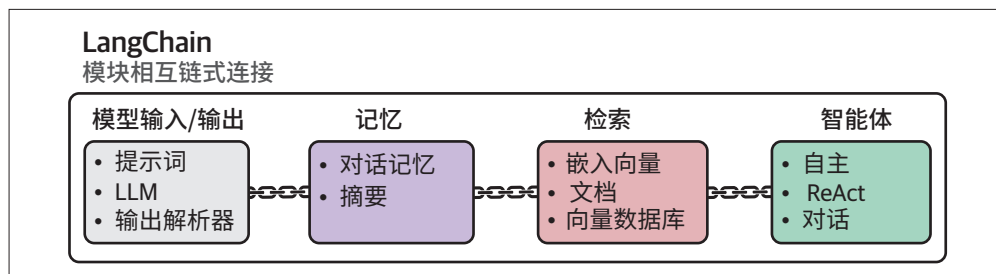 LangChain
模块相互链式连接
模型输入/输出
• 提示词
• LLM
• 输出解析器
记忆
• 对话记忆
• 摘要
检索
• 嵌入向量
• 文档
• 向量数据库
智能体
• 自主
• ReAct
• 对话